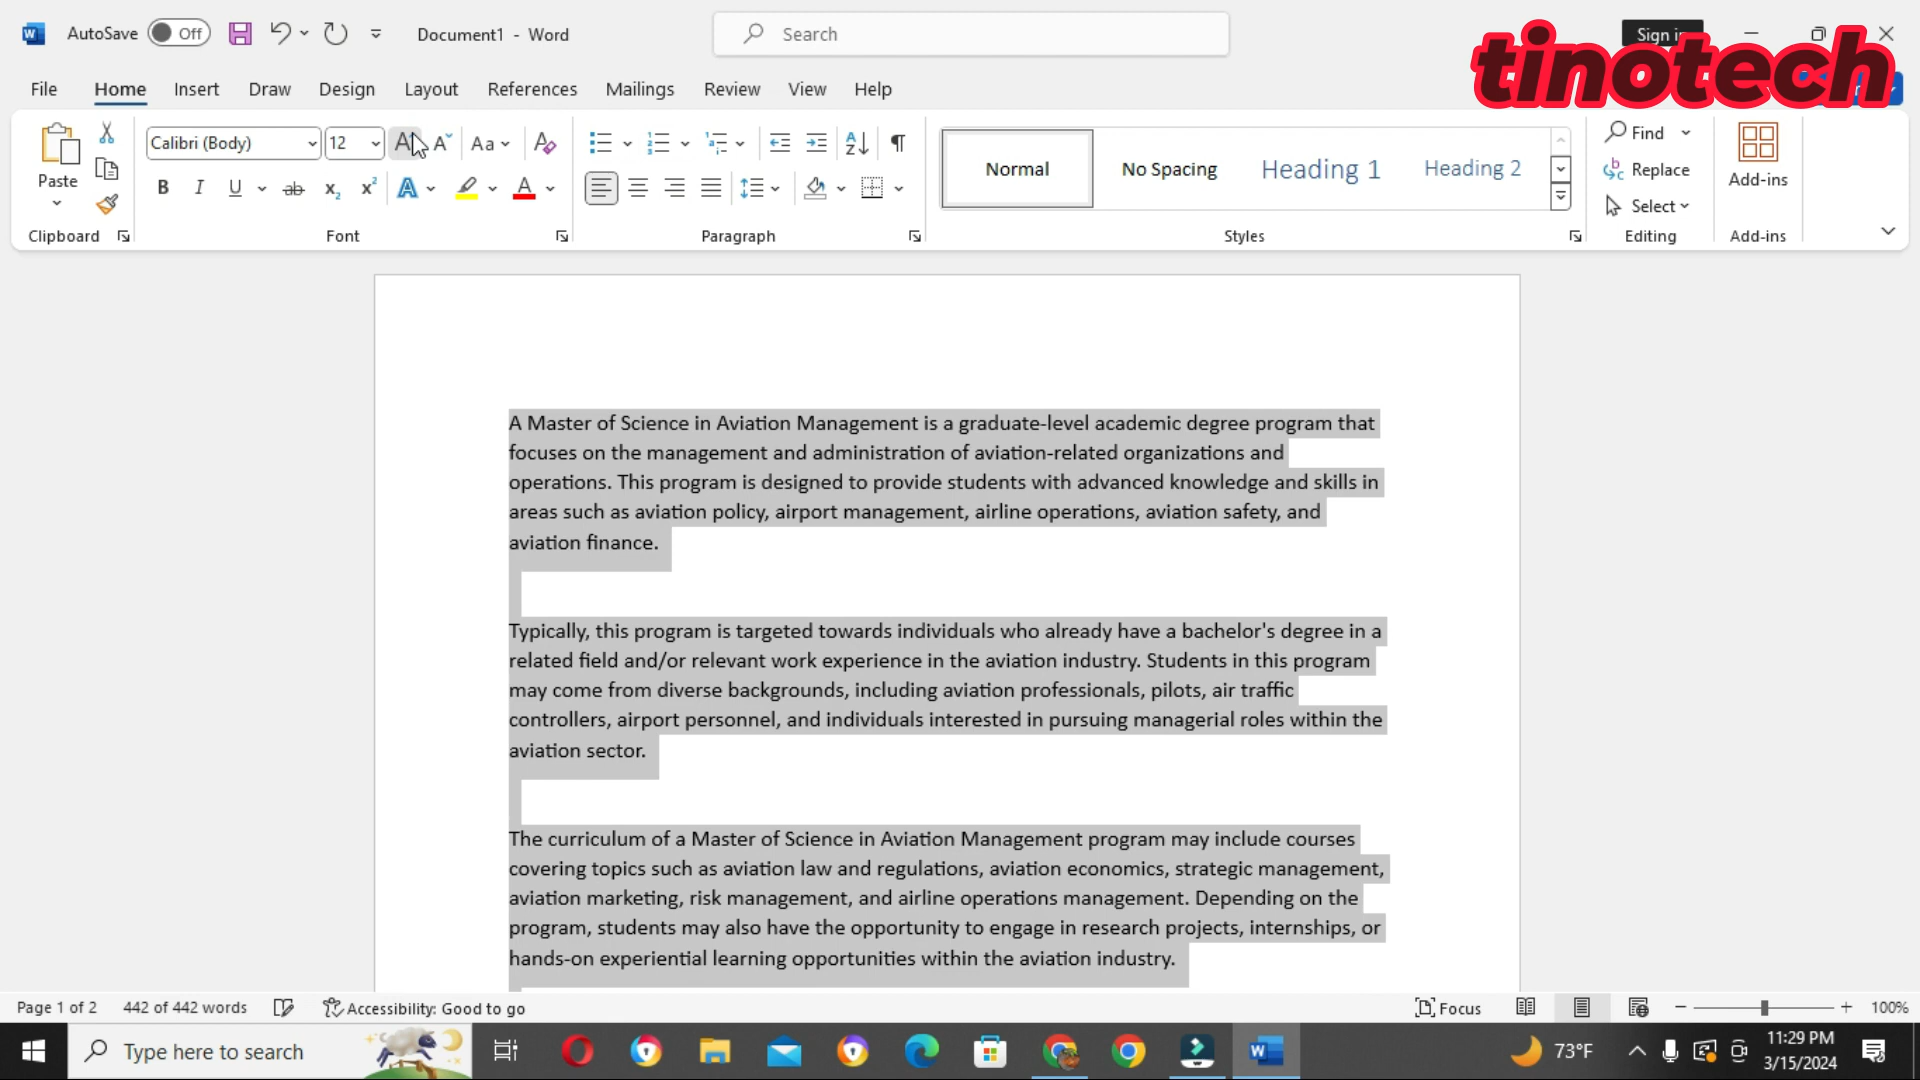 AutoSave Off Document1 - Word Search Sign i
tinotech
File Home Insert Draw Design Layout References Mailings Review View Help
Calibri (Body) 12 Aa
Paste
B I U ab
Normal No Spacing Heading 1 Heading 2
Find
Replace
Select
Add-ins
Clipboard Font Paragraph Styles Editing Add-ins
A Master of Science in Aviation Management is a graduate-level academic degree program that
focuses on the management and administration of aviation-related organizations and
operations. This program is designed to provide students with advanced knowledge and skills in
areas such as aviation policy, airport management, airline operations, aviation safety, and
aviation finance.
Typically, this program is targeted towards individuals who already have a bachelor's degree in a
related field and/or relevant work experience in the aviation industry. Students in this program
may come from diverse backgrounds, including aviation professionals, pilots, air traffic
controllers, airport personnel, and individuals interested in pursuing managerial roles within the
aviation sector.
The curriculum of a Master of Science in Aviation Management program may include courses
covering topics such as aviation law and regulations, aviation economics, strategic management,
aviation marketing, risk management, and airline operations management. Depending on the
program, students may also have the opportunity to engage in research projects, internships, or
hands-on experiential learning opportunities within the aviation industry.
Page 1 of 2 442 of 442 words Accessibility: Good to go Focus 100%
Type here to search 73°F 11:29 PM
3/15/2024